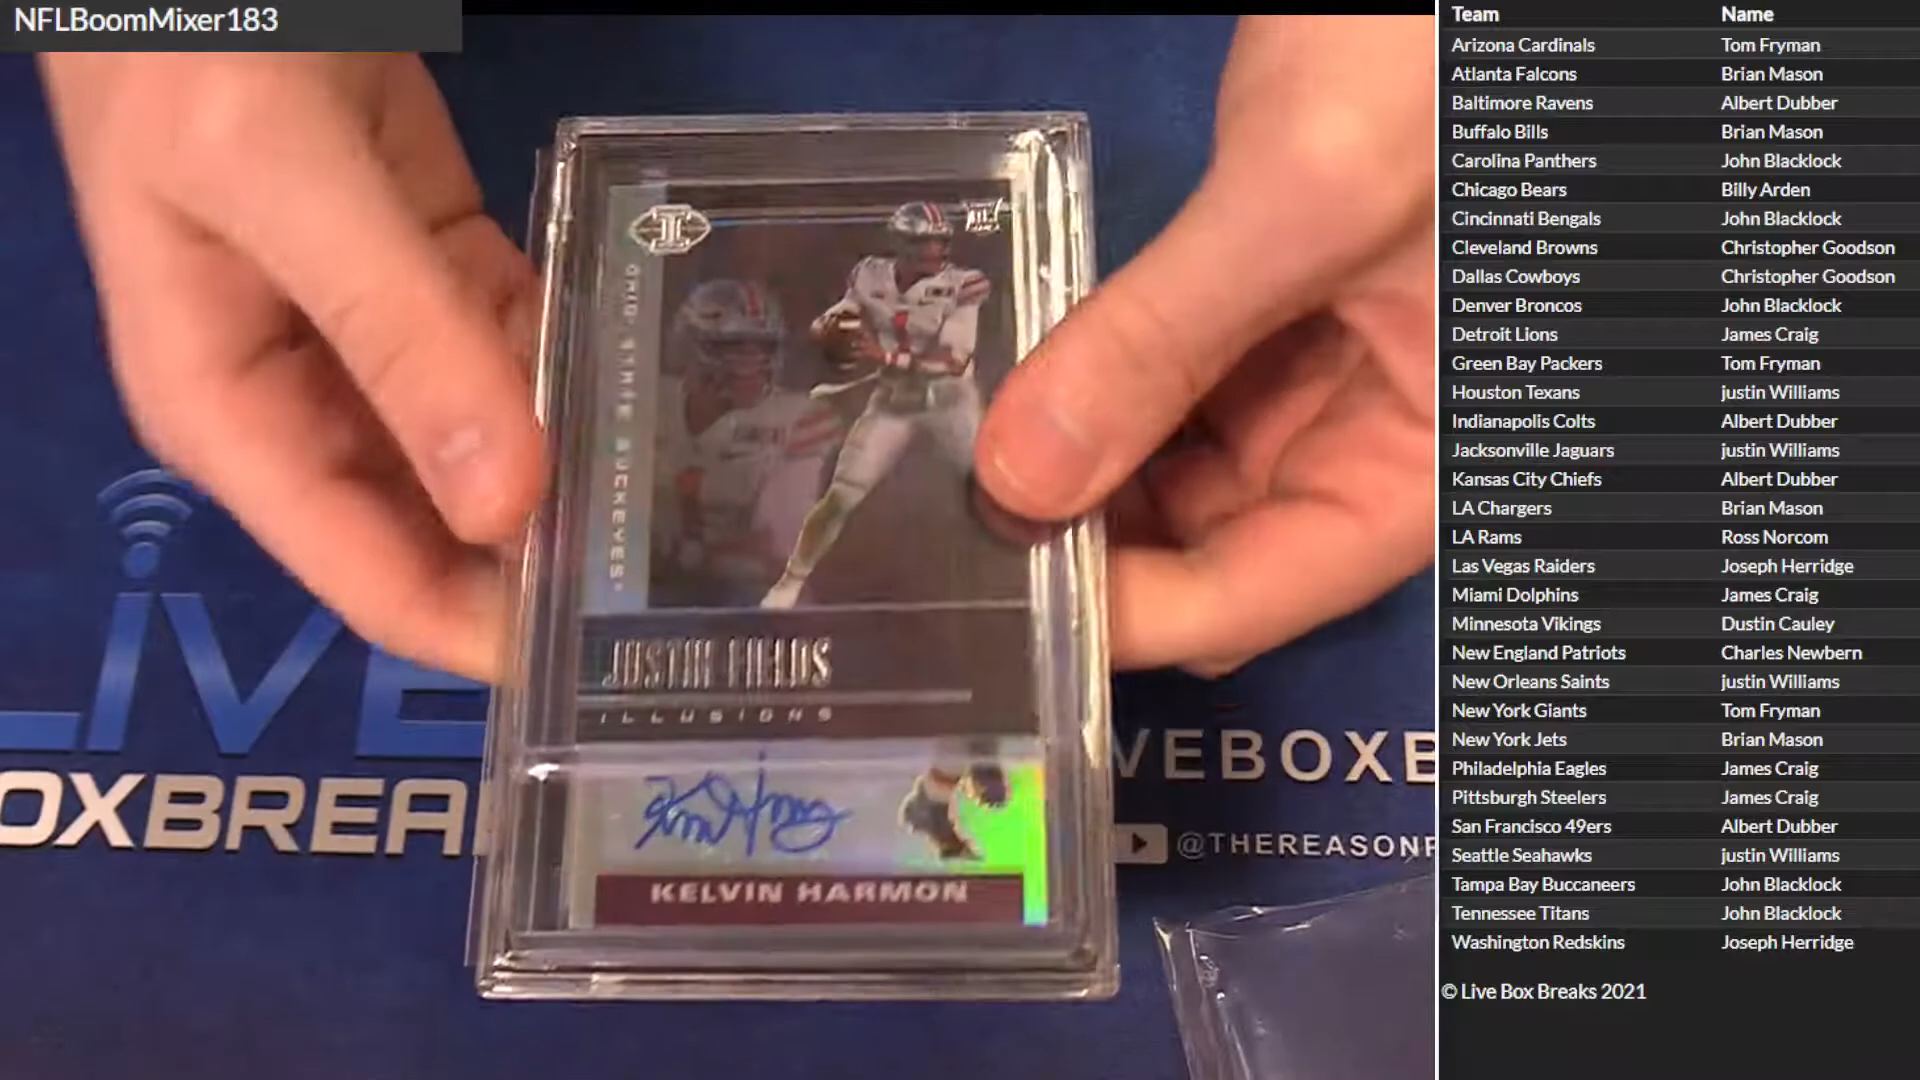 NFLBoomMixer183
OHIO STATE BUCKEYES
JUSTIN FIELDS
ILLUSIONS
KELVIN HARMON
LIVE
OXBREA
VEBOXB
@THEREASONF
Team Name
Arizona Cardinals Tom Fryman
Atlanta Falcons Brian Mason
Baltimore Ravens Albert Dubber
Buffalo Bills Brian Mason
Carolina Panthers John Blacklock
Chicago Bears Billy Arden
Cincinnati Bengals John Blacklock
Cleveland Browns Christopher Goodson
Dallas Cowboys Christopher Goodson
Denver Broncos John Blacklock
Detroit Lions James Craig
Green Bay Packers Tom Fryman
Houston Texans justin Williams
Indianapolis Colts Albert Dubber
Jacksonville Jaguars justin Williams
Kansas City Chiefs Albert Dubber
LA Chargers Brian Mason
LA Rams Ross Norcom
Las Vegas Raiders Joseph Herridge
Miami Dolphins James Craig
Minnesota Vikings Dustin Cauley
New England Patriots Charles Newbern
New Orleans Saints justin Williams
New York Giants Tom Fryman
New York Jets Brian Mason
Philadelphia Eagles James Craig
Pittsburgh Steelers James Craig
San Francisco 49ers Albert Dubber
Seattle Seahawks justin Williams
Tampa Bay Buccaneers John Blacklock
Tennessee Titans John Blacklock
Washington Redskins Joseph Herridge
© Live Box Breaks 2021